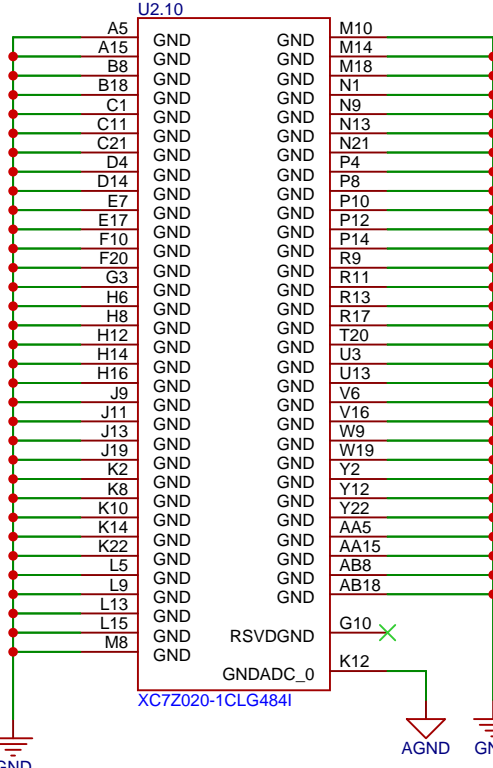 U2.10
A5 GND GND M10
A15 GND GND M14
B8 GND GND M18
B18 GND GND N1
C1 GND GND N9
C11 GND GND N13
C21 GND GND N21
D4 GND GND P4
D14 GND GND P8
E7 GND GND P10
E17 GND GND P12
F10 GND GND P14
F20 GND GND R9
G3 GND GND R11
H6 GND GND R13
H8 GND GND R17
H12 GND GND T20
H14 GND GND U3
H16 GND GND U13
J9 GND GND V6
J11 GND GND V16
J13 GND GND W9
J19 GND GND W19
K2 GND GND Y2
K8 GND GND Y12
K10 GND GND Y22
K14 GND GND AA5
K22 GND GND AA15
L5 GND GND AB8
L9 GND GND AB18
L13 GND
L15 GND RSVDGND G10
M8 GND
GNDADC_0 K12
XC7Z020-1CLG484I
AGND